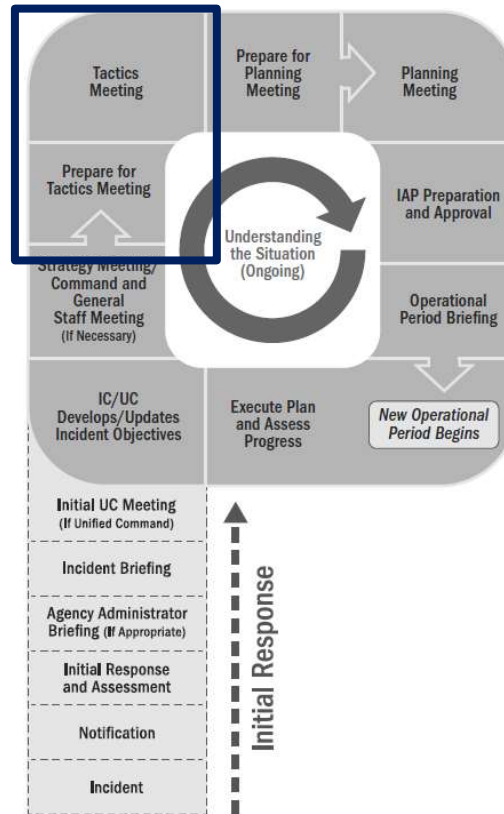 Tactics
Meeting
Prepare for
Planning
Meeting
Planning
Meeting
Prepare for
Tactics Meeting
IAP Preparation
and Approval
Understanding
the Situation
(Ongoing)
Strategy Meeting/
Command and
General
Staff Meeting
(If Necessary)
Operational
Period Briefing
IC/UC
Develops/Updates
Incident Objectives
Execute Plan
and Assess
Progress
New Operational
Period Begins
Initial UC Meeting
(If Unified Command)
Incident Briefing
Agency Administrator
Briefing (If Appropriate)
Initial Response
and Assessment
Notification
Incident
Initial Response